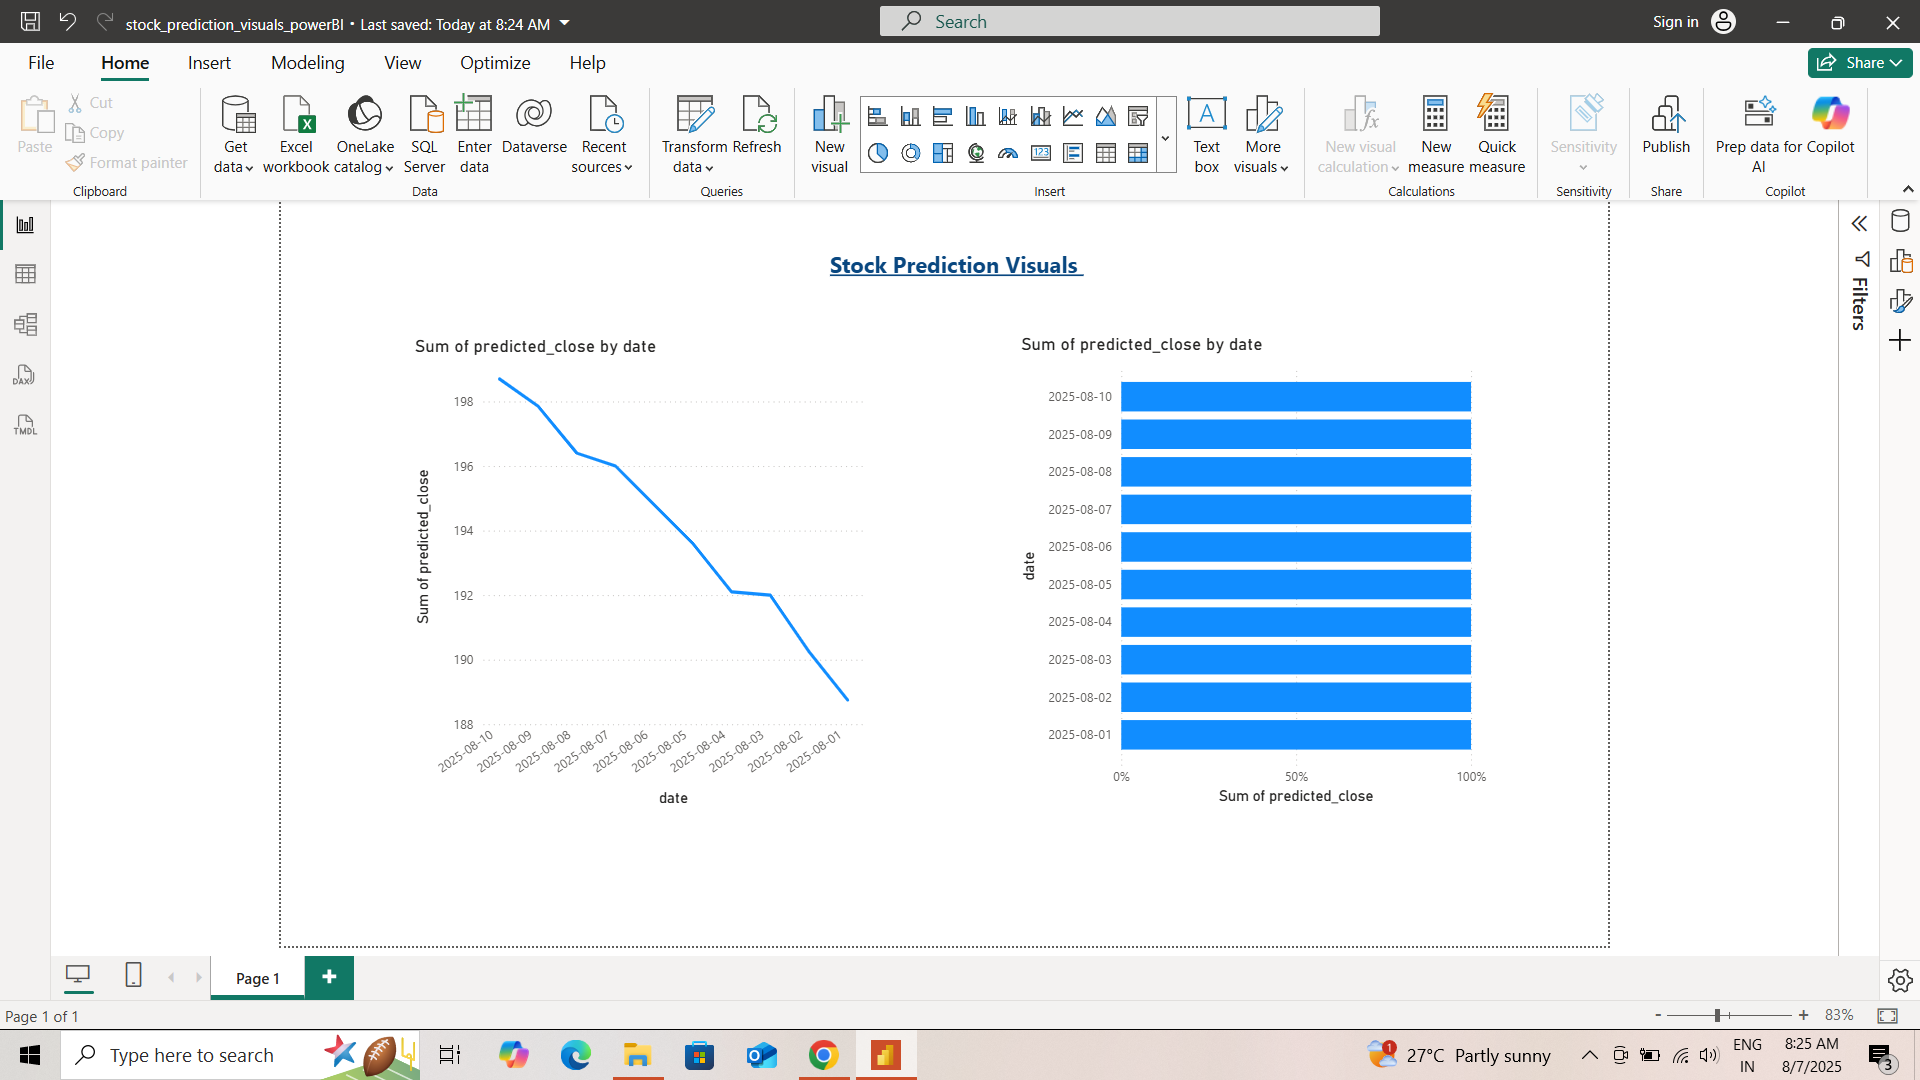 stock_prediction_visuals_powerBI • Last saved: Today at 8:24 AM
Search
Sign in
File Home Insert Modeling View Optimize Help
Share
Paste
Cut
Copy
Format painter
Clipboard
Get data
Excel workbook
OneLake catalog
SQL Server
Enter data
Dataverse
Recent sources
Data
Transform data
Refresh
Queries
New visual
123
A
Text box
More visuals
Insert
New visual calculation
New measure
Quick measure
Calculations
Sensitivity
Sensitivity
Publish
Share
Prep data for AI
Copilot
Copilot
DAX
TMDL
Filters
Stock Prediction Visuals
Sum of predicted_close by date
Sum of predicted_close
198
196
194
192
190
188
2025-08-10
2025-08-09
2025-08-08
2025-08-07
2025-08-06
2025-08-05
2025-08-04
2025-08-03
2025-08-02
2025-08-01
date
Sum of predicted_close by date
date
2025-08-10
2025-08-09
2025-08-08
2025-08-07
2025-08-06
2025-08-05
2025-08-04
2025-08-03
2025-08-02
2025-08-01
0% 50% 100%
Sum of predicted_close
Page 1
Page 1 of 1
- + 83%
Type here to search
1
27°C Partly sunny
ENG
IN
8:25 AM
8/7/2025
3